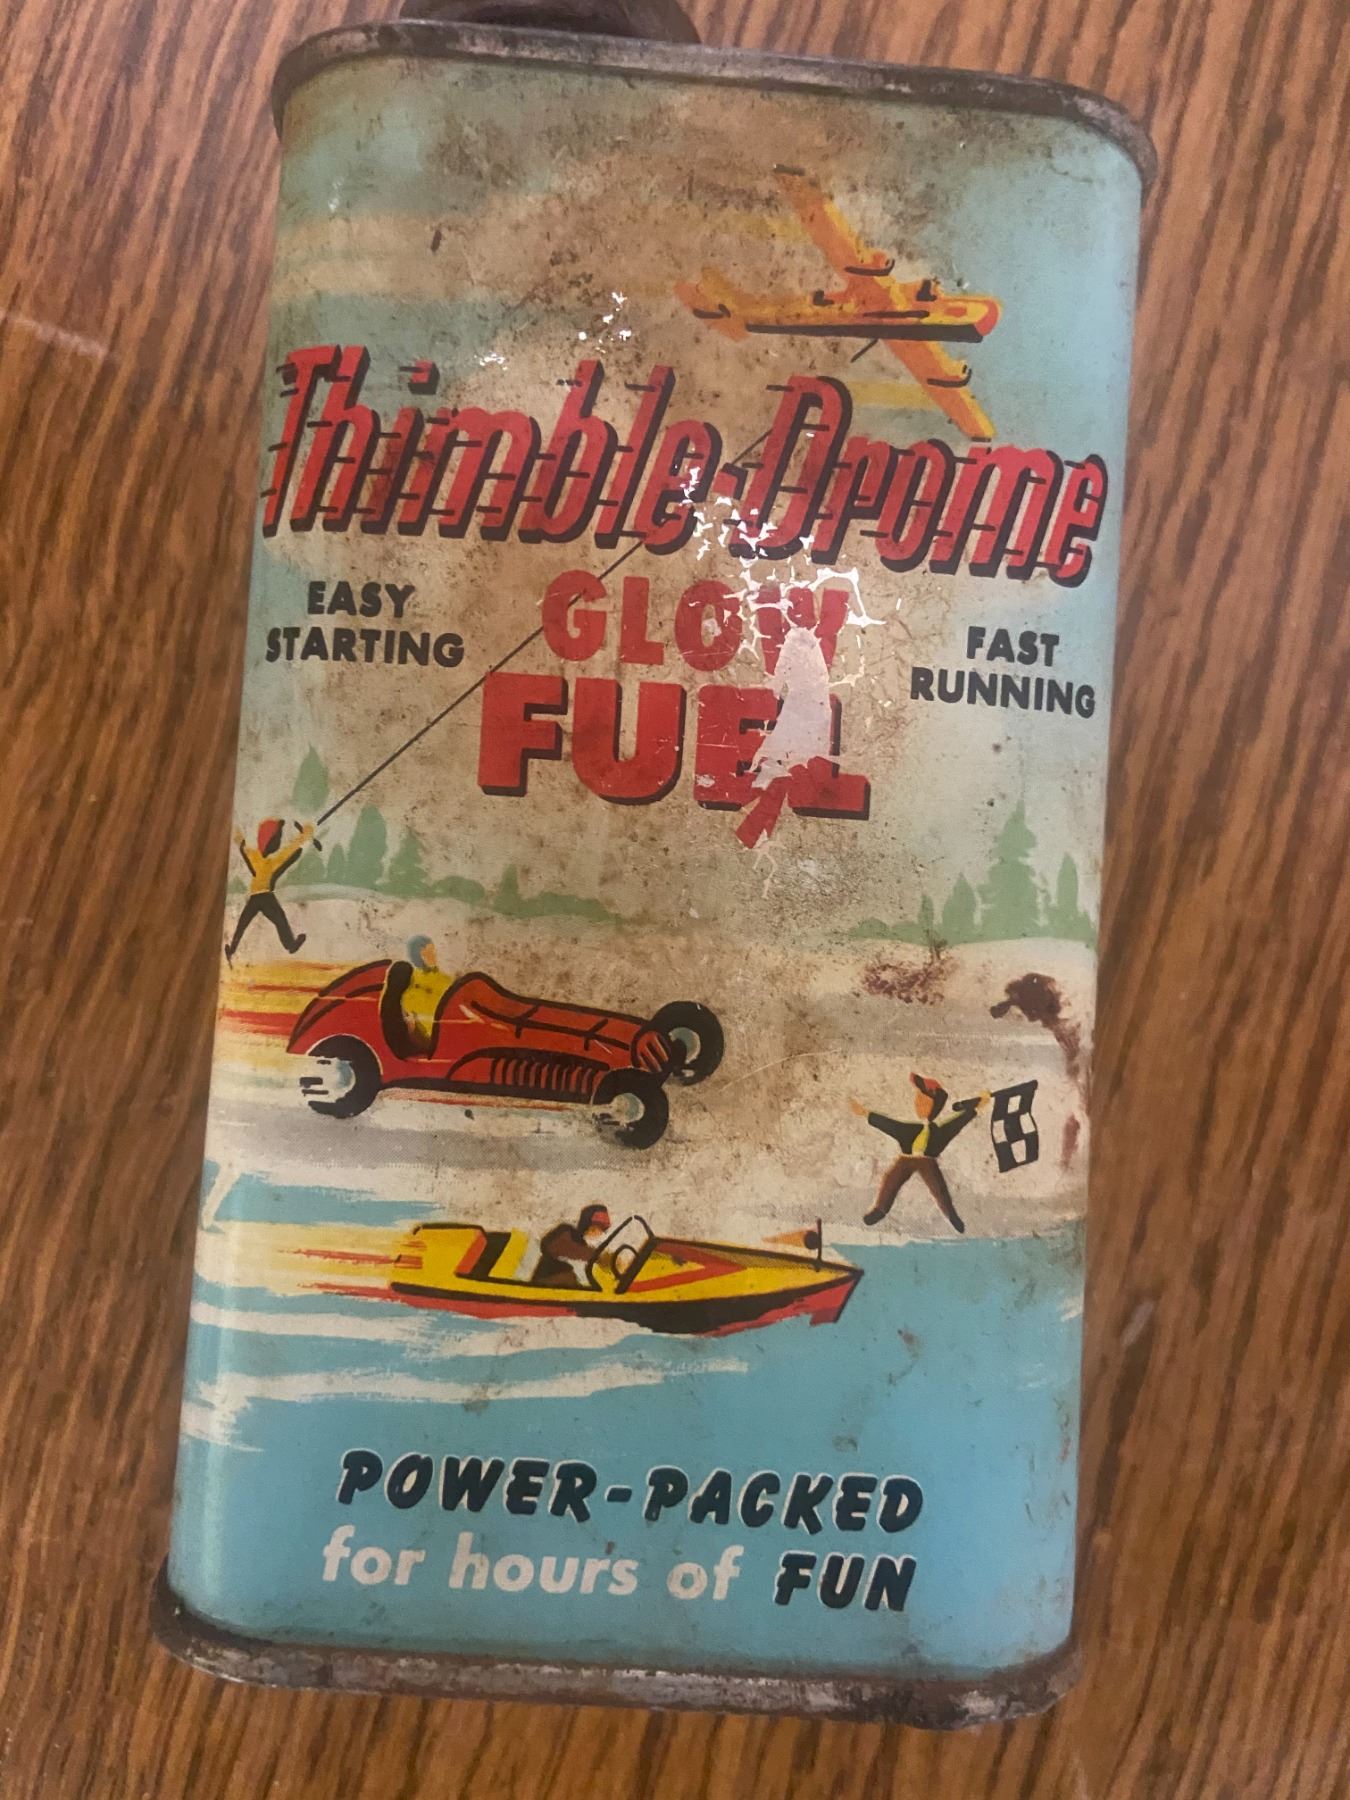 Thimble-Drome
GLOW
FUEL
EASY
STARTING
FAST
RUNNING
POWER-PACKED
for hours of FUN